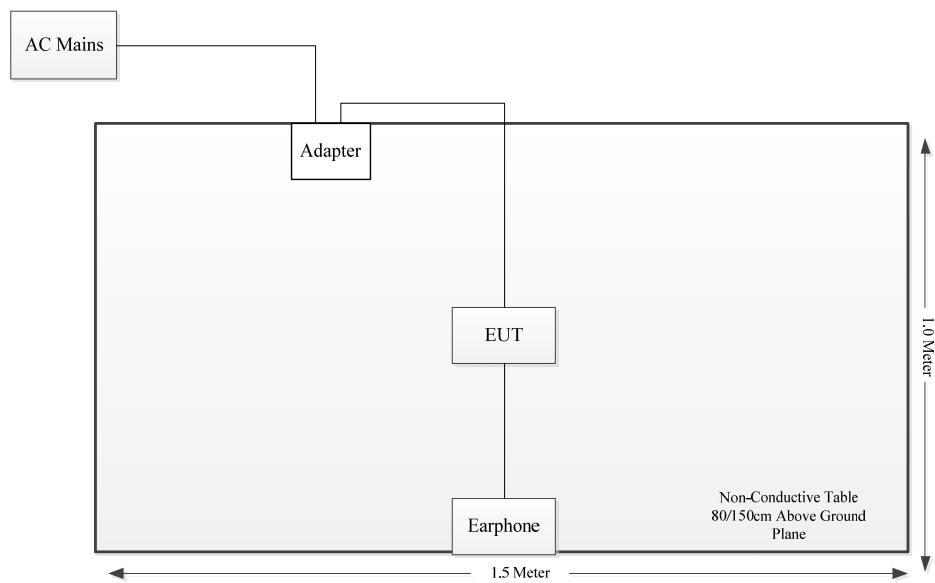 AC Mains
Adapter
EUT
1.0 Meter
Earphone
Non-Conductive Table
80/150cm Above Ground
Plane
1.5 Meter